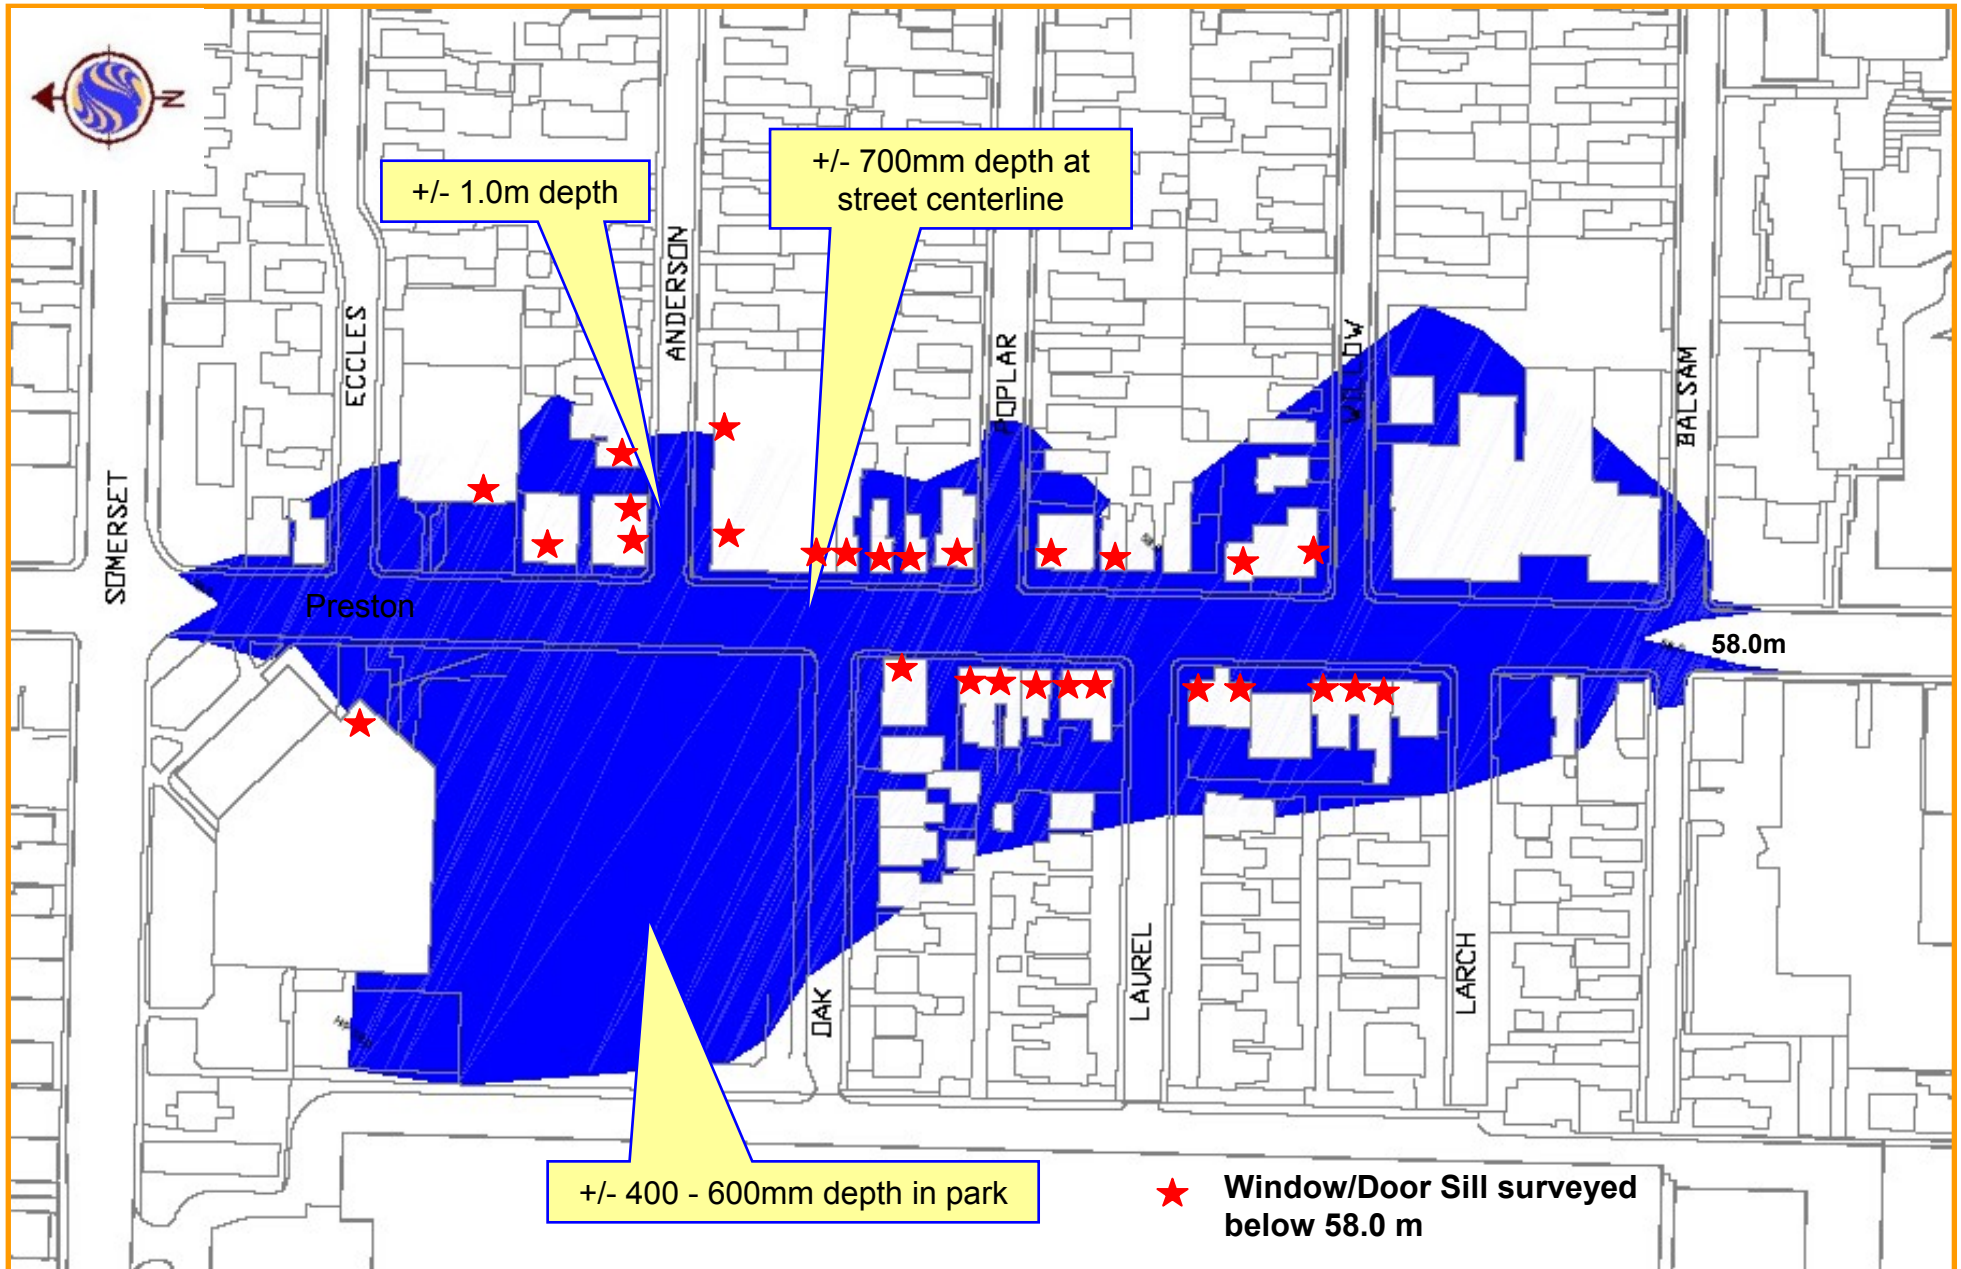 N
+/- 1.0m depth
+/- 700mm depth at
street centerline
SOMERSET
ECCLES
ANDERSON
POPLAR
WILLOW
BALSAM
Preston
58.0m
OAK
LAUREL
LARCH
+/- 400 - 600mm depth in park
Window/Door Sill surveyed
below 58.0 m